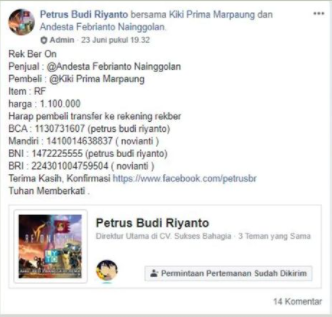 Petrus Budi Riyanto bersama Kiki Prima Marpaung dan
Andesta Febrianto Nainggolan.
Admin · 23 Juni pukul 19.32
Rek Ber On
Penjual : @Andesta Febrianto Nainggolan
Pembeli : @Kiki Prima Marpaung
Item : RF
harga : 1.100.000
Harap pembeli transfer ke rekening rekber
BCA : 1130731607 (petrus budi riyanto)
Mandiri : 1410014638837 ( novianti )
BNI : 1472225555 (petrus budi riyanto)
BRI : 224301004759504 ( novianti )
Terima Kasih, Konfirmasi https://www.facebook.com/petrusbr
Tuhan Memberkati .
Petrus Budi Riyanto
Direktur Utama di CV. Sukses Bahagia · 3 Teman yang Sama
Permintaan Pertemanan Sudah Dikirim
14 Komentar